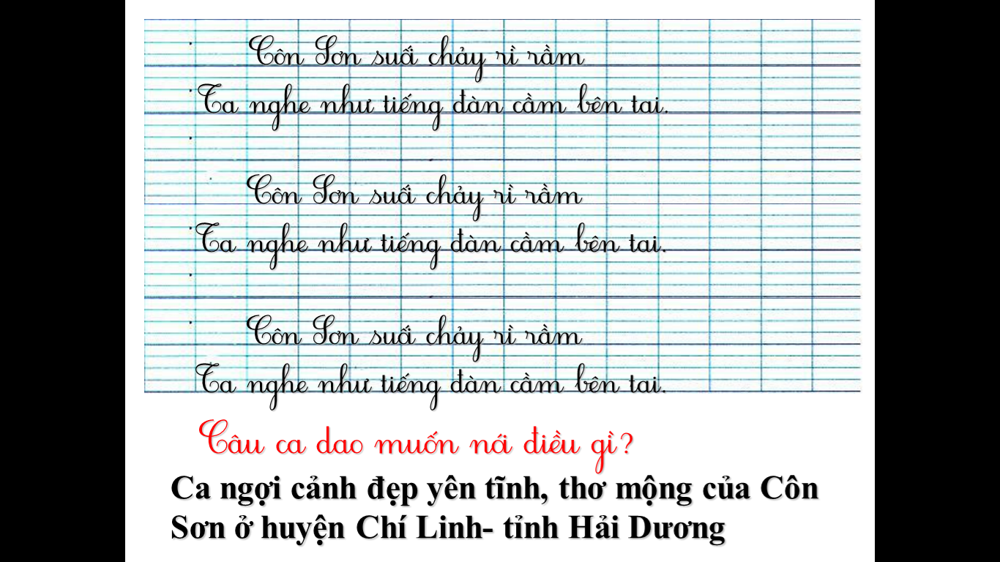 Côn Sơn suối chảy rì rầm
Ta nghe như tiếng đàn cầm bên tai.
Côn Sơn suối chảy rì rầm
Ta nghe như tiếng đàn cầm bên tai.
Côn Sơn suối chảy rì rầm
Ta nghe như tiếng đàn cầm bên tai.
Câu ca dao muốn nói điều gì?
Ca ngợi cảnh đẹp yên tĩnh, thơ mộng của Côn
Sơn ở huyện Chí Linh- tỉnh Hải Dương